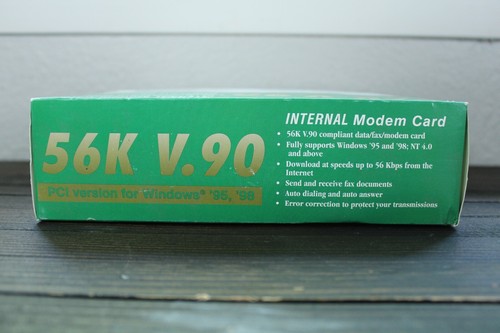 56K V.90
PCI version for Windows® '95, '98
INTERNAL Modem Card
• 56K V.90 compliant data/fax/modem card
• Fully supports Windows '95 and '98; NT 4.0
and above
• Download at speeds up to 56 Kbps from the
Internet
• Send and receive fax documents
• Auto dialing and auto answer
• Error correction to protect your transmissions